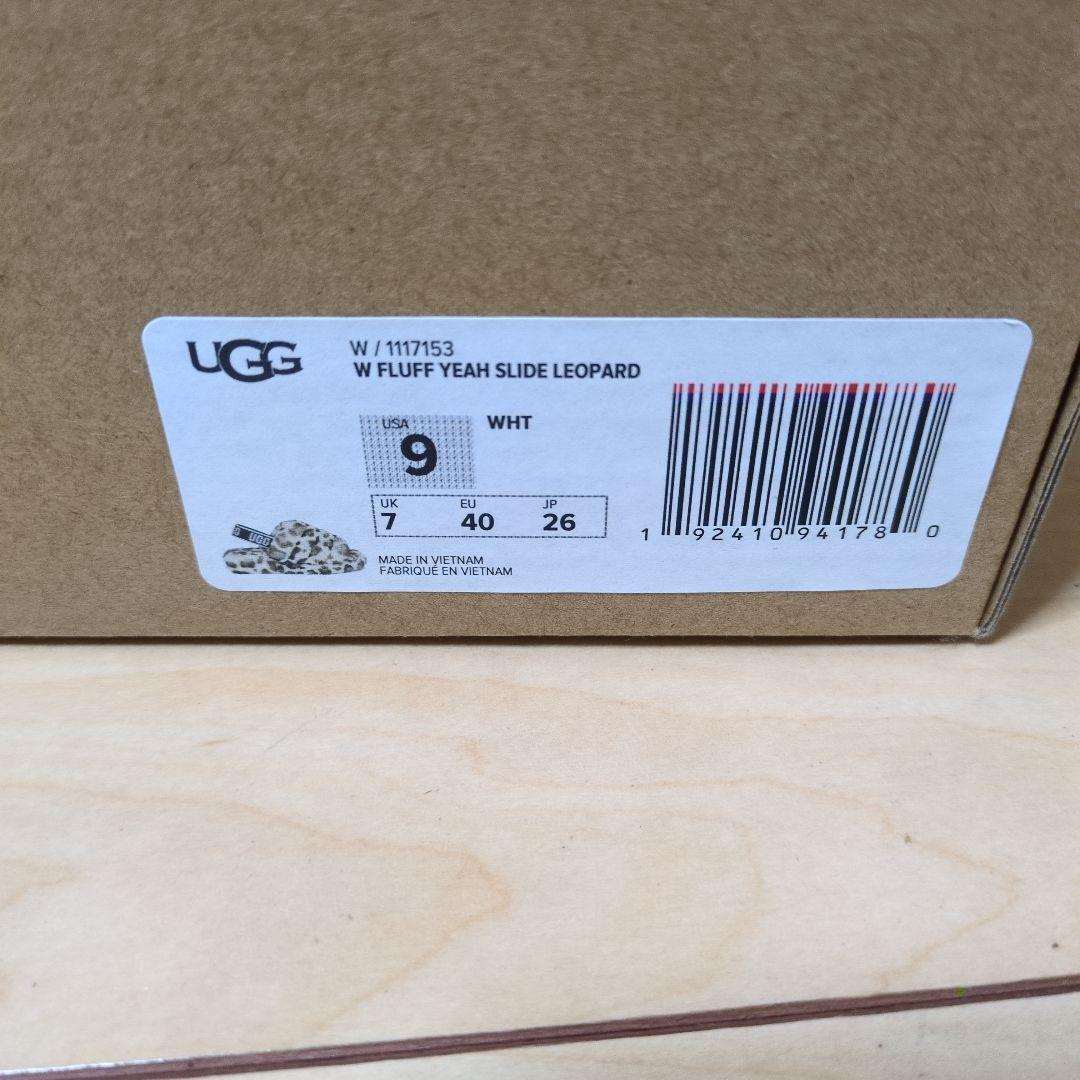 UGG
W / 1117153
W FLUFF YEAH SLIDE LEOPARD
USA
9
WHT
UK EU JP
7 40 26
UGG
MADE IN VIETNAM
FABRIQUÉ EN VIETNAM
1 92410 94178 0